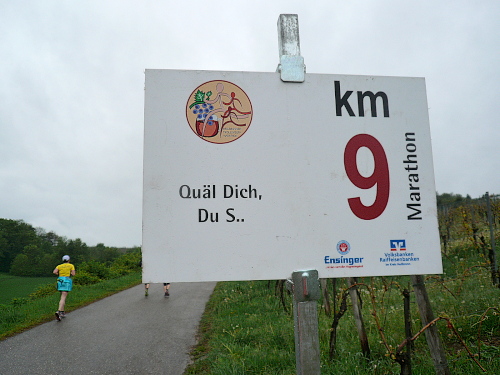 km
9
Marathon
Quäl Dich,
Du S..
Ensinger
Volksbanken
Raiffeisenbanken